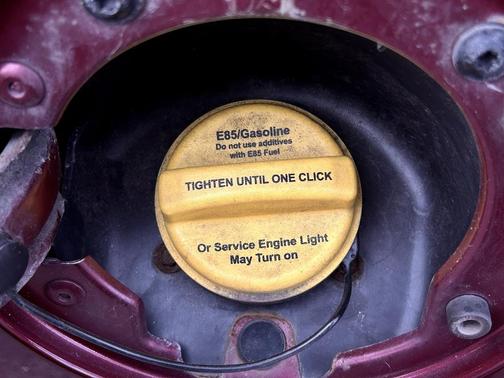 E85/Gasoline
Do not use additives
with E85 Fuel
TIGHTEN UNTIL ONE CLICK
Or Service Engine Light
May Turn on